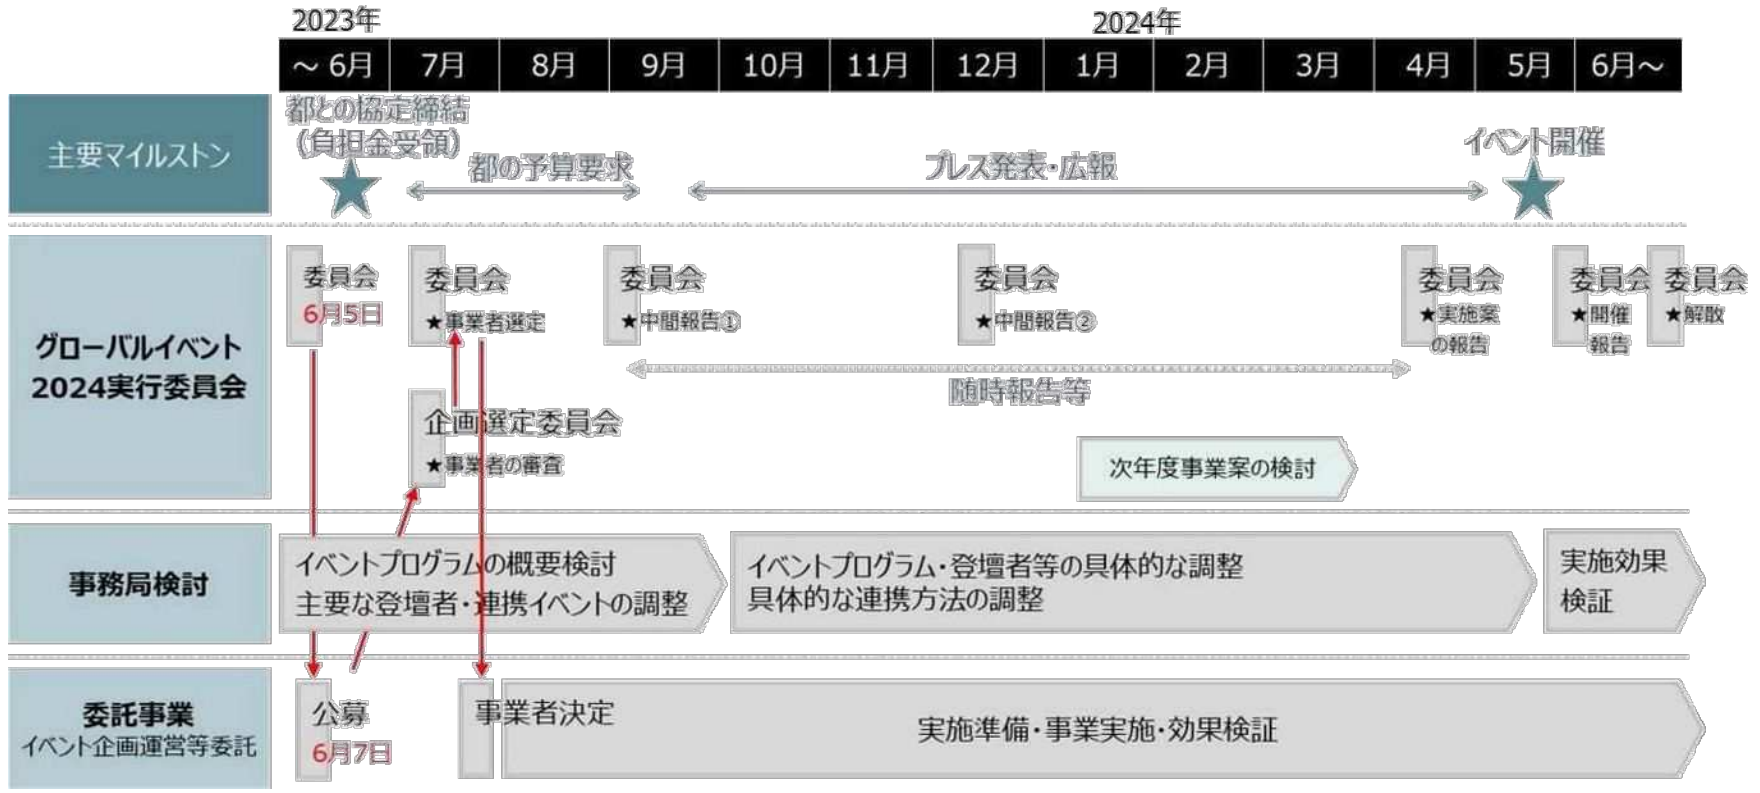 2023年
2024年
～ 6月 7月 8月 9月 10月 11月 12月 1月 2月 3月 4月 5月 6月～
主要マイルストン
都との協定締結
(負担金受領)
都の予算要求
プレス発表・広報
イベント開催
グローバルイベント
2024実行委員会
委員会
6月5日
委員会
★事業者選定
委員会
★中間報告①
委員会
★中間報告②
委員会
★実施案
の報告
委員会
★開催
報告
委員会
★解散
随時報告等
企画選定委員会
★事業者の審査
次年度事業案の検討
事務局検討
イベントプログラムの概要検討
主要な登壇者・連携イベントの調整
イベントプログラム・登壇者等の具体的な調整
具体的な連携方法の調整
実施効果
検証
委託事業
イベント企画運営等委託
公募
6月7日
事業者決定
実施準備・事業実施・効果検証